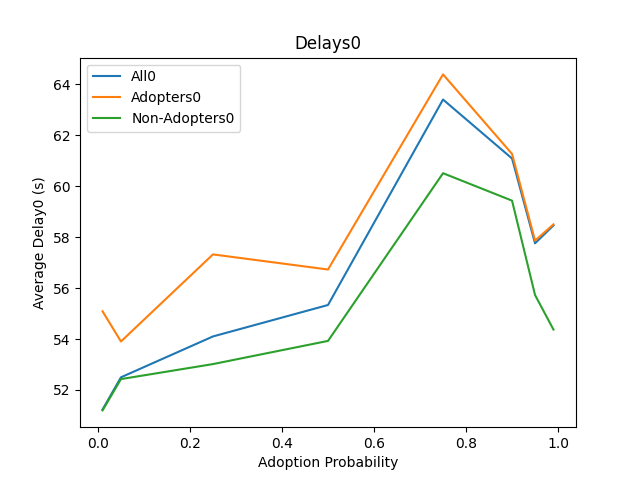 Delays0
All0
Adopters0
Non-Adopters0
Average Delay0 (s)
64
62
60
58
56
54
52
0.0 0.2 0.4 0.6 0.8 1.0
Adoption Probability